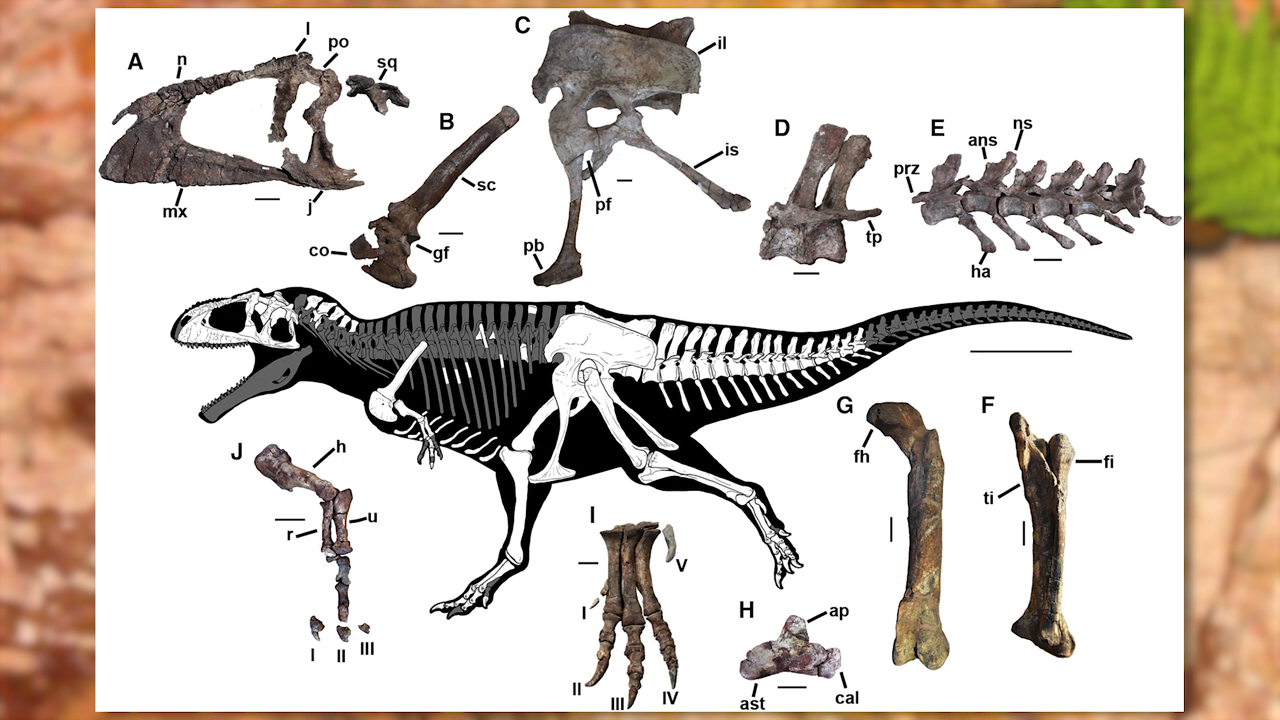 A
n
l
po
sq
mx
j
B
sc
co
gf
C
il
is
pf
pb
D
tp
E
ns
ans
prz
ha
J
h
r
u
I
II
III
I
I
II
III
IV
V
H
ap
ast
cal
G
fh
F
fi
ti